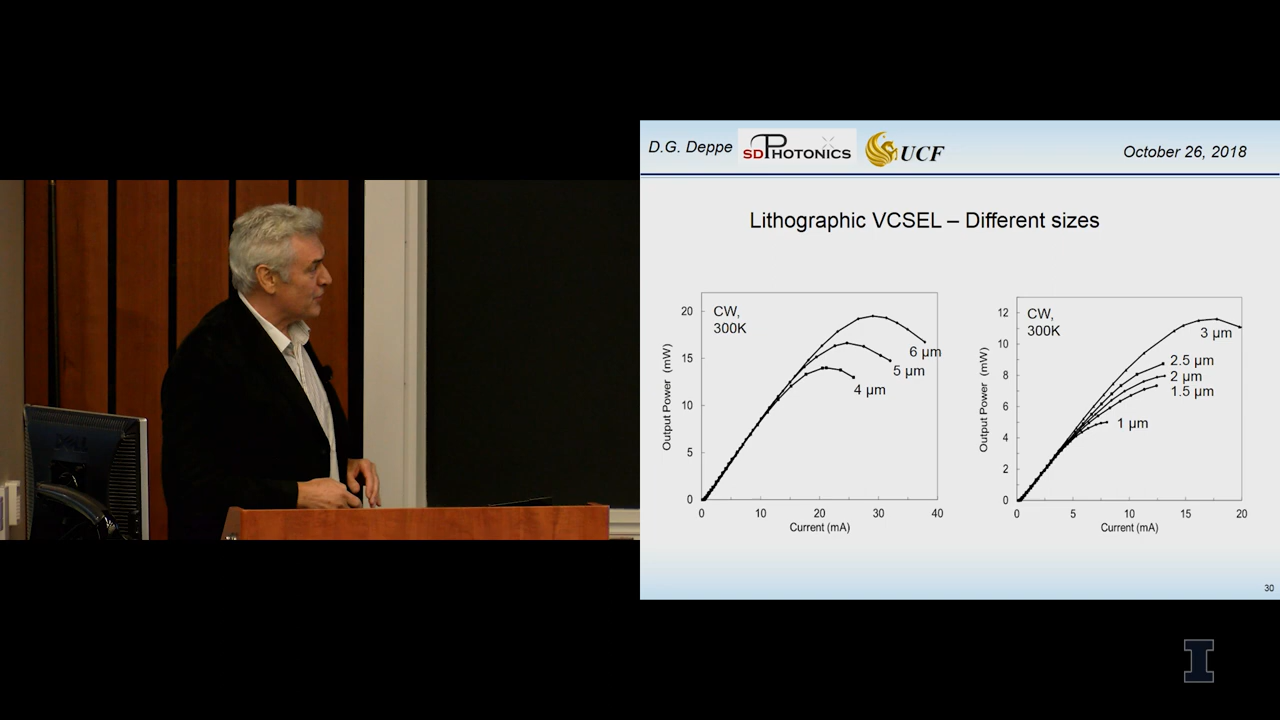 D.G. Deppe
SDPHOTONICS
UCF
October 26, 2018
Lithographic VCSEL – Different sizes
CW,
300K
Output Power (mW)
20
15
10
5
0
6 μm
5 μm
4 μm
0
10
20
30
40
Current (mA)
CW,
300K
Output Power (mW)
12
10
8
6
4
2
0
3 μm
2.5 μm
2 μm
1.5 μm
1 μm
0
5
10
15
20
Current (mA)
30
DELL
I